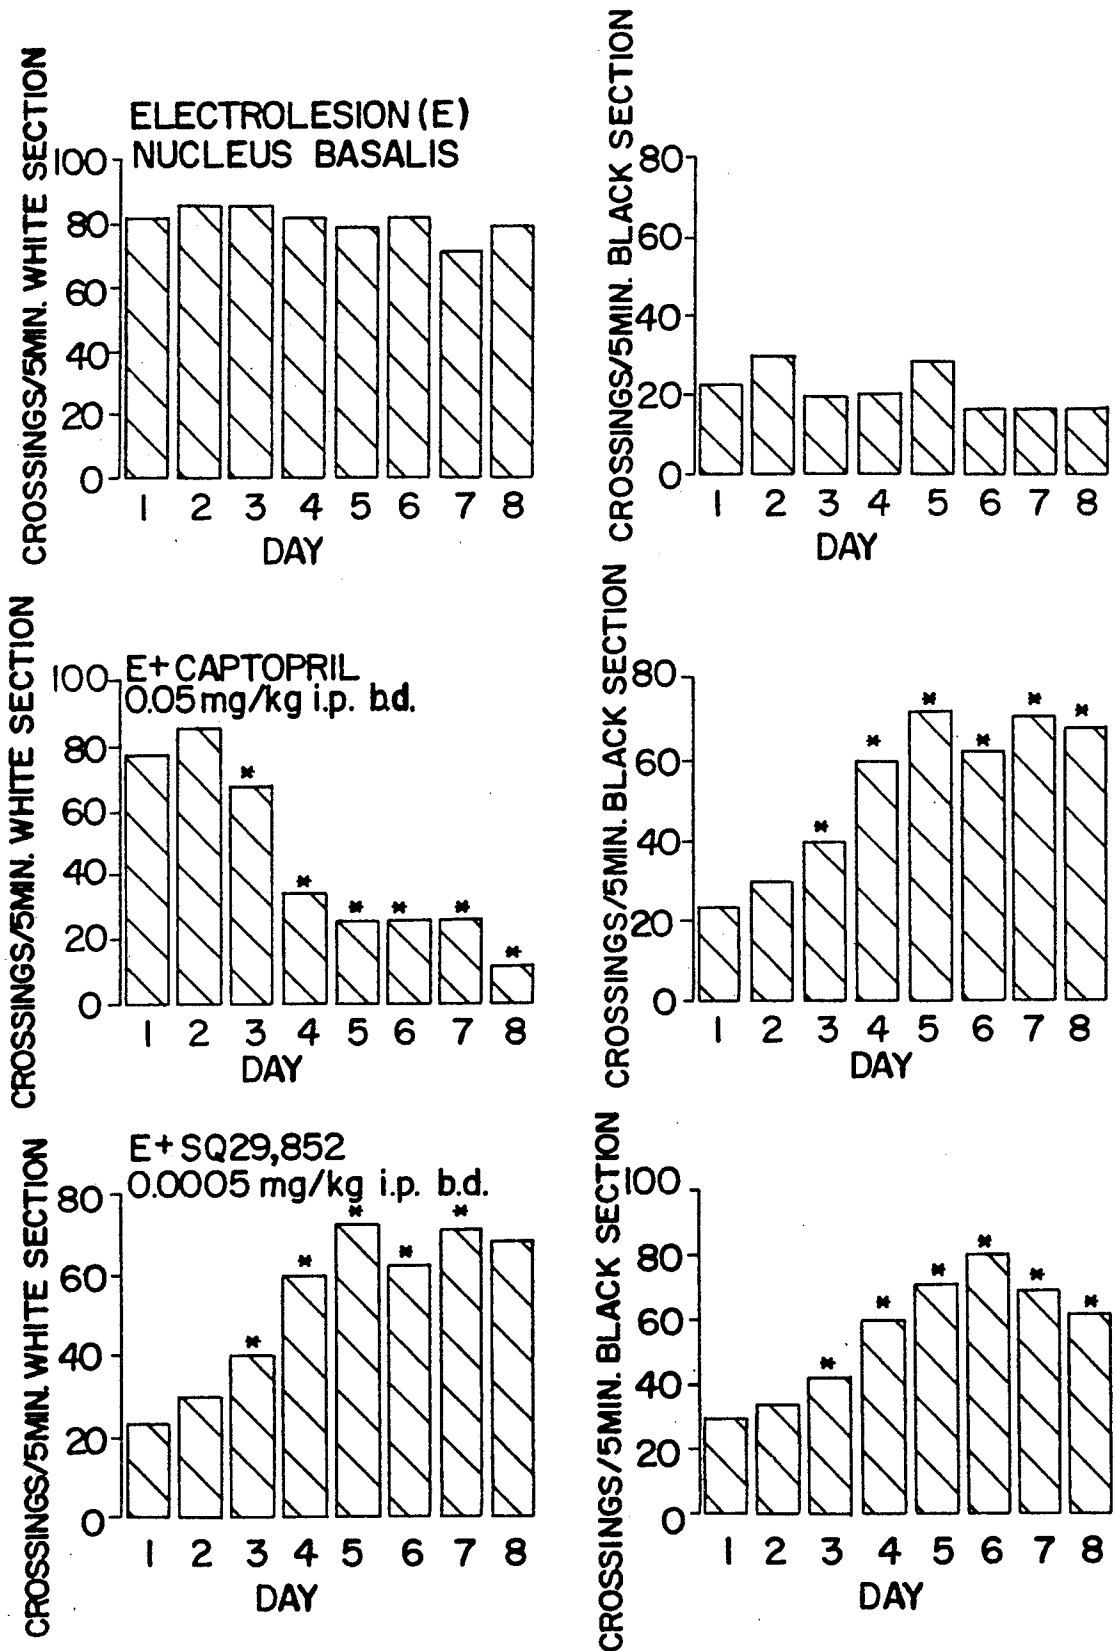 CROSSINGS/5MIN. WHITE SECTION
ELECTROLESION (E)
NUCLEUS BASALIS
100
80
60
40
20
0
1 2 3 4 5 6 7 8
DAY
CROSSINGS/5MIN. BLACK SECTION
80
60
40
20
0
1 2 3 4 5 6 7 8
DAY
CROSSINGS/5MIN. WHITE SECTION
E+ CAPTOPRIL
0.05 mg/kg i.p. b.d.
100
80
60
40
20
0
* * * * * *
1 2 3 4 5 6 7 8
DAY
CROSSINGS/5MIN. BLACK SECTION
80
60
40
20
0
* * * * * *
1 2 3 4 5 6 7 8
DAY
CROSSINGS/5MIN. WHITE SECTION
E+ SQ29,852
0.0005 mg/kg i.p. b.d.
80
60
40
20
0
* * * * *
1 2 3 4 5 6 7 8
DAY
CROSSINGS/5MIN. BLACK SECTION
100
80
60
40
20
0
* * * * * *
1 2 3 4 5 6 7 8
DAY